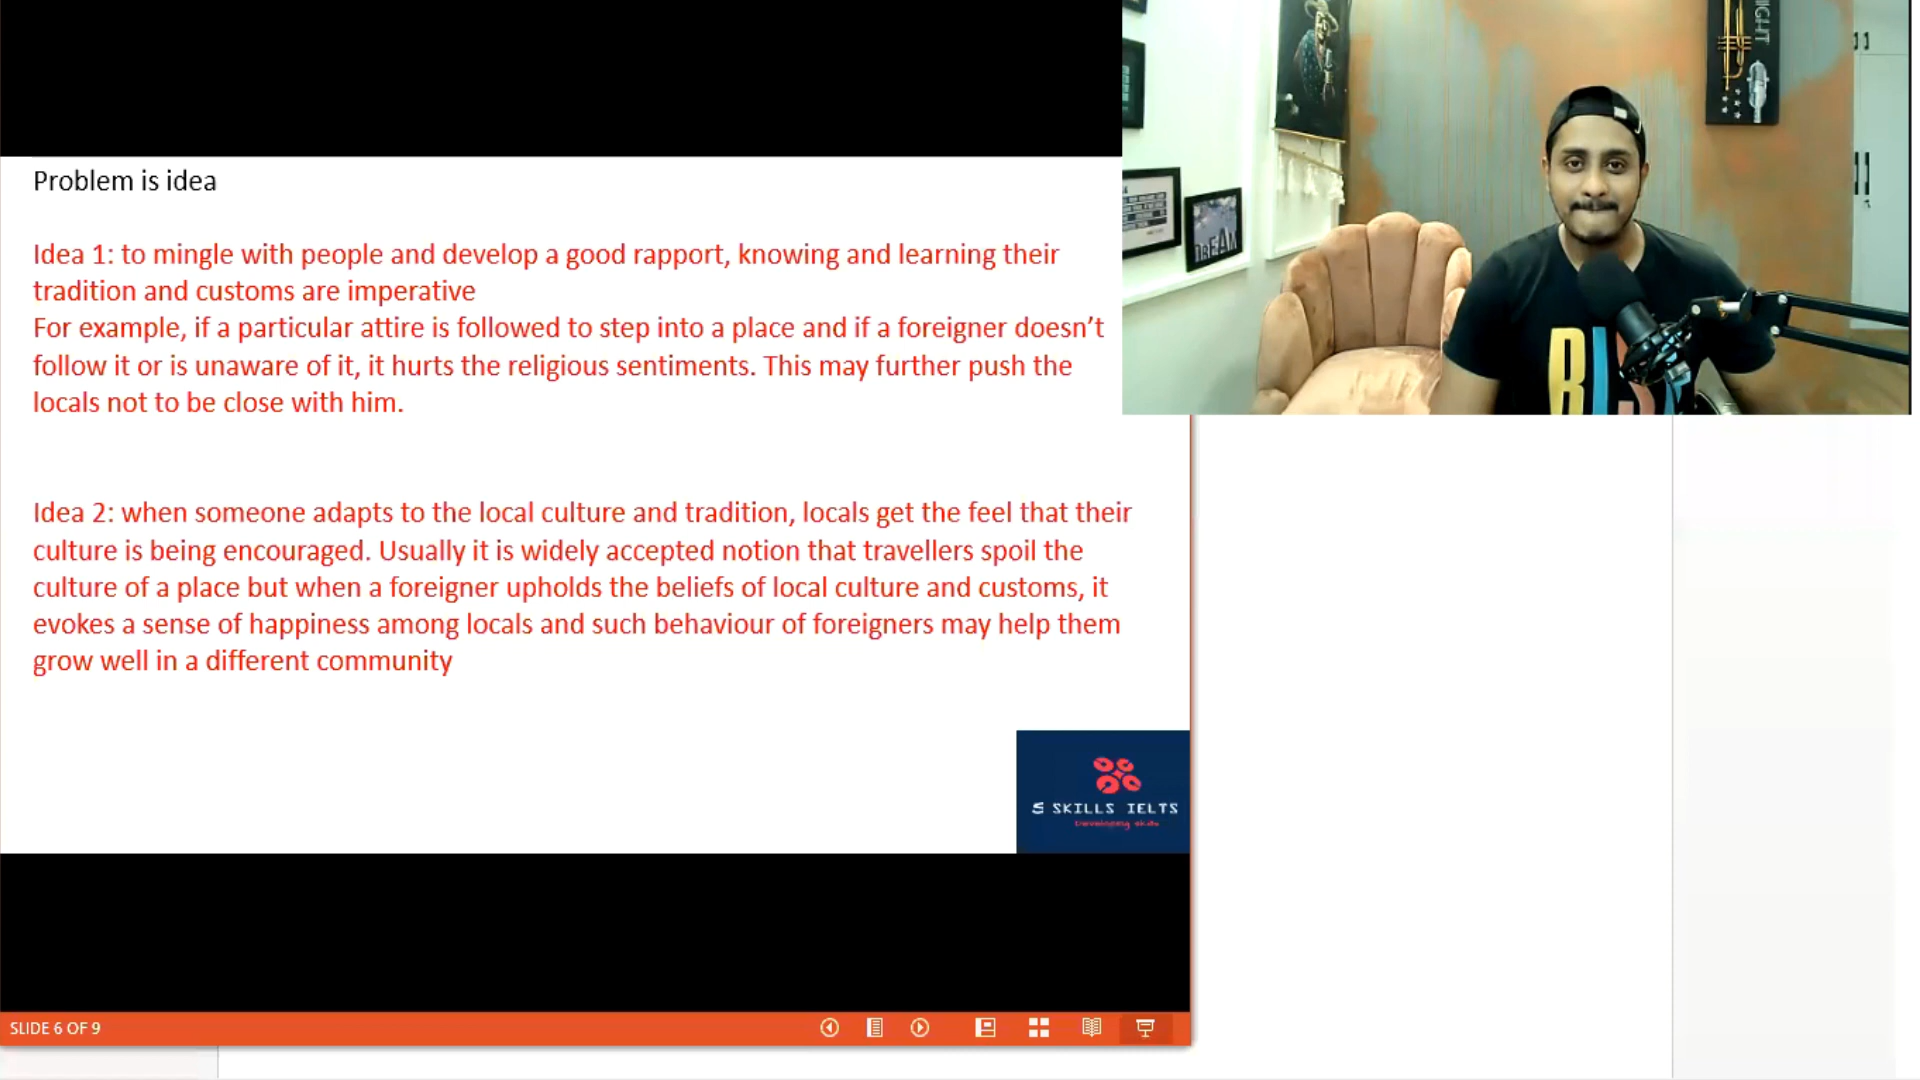 Problem is idea
Idea 1: to mingle with people and develop a good rapport, knowing and learning their
tradition and customs are imperative
For example, if a particular attire is followed to step into a place and if a foreigner doesn’t
follow it or is unaware of it, it hurts the religious sentiments. This may further push the
locals not to be close with him.
Idea 2: when someone adapts to the local culture and tradition, locals get the feel that their
culture is being encouraged. Usually it is widely accepted notion that travellers spoil the
culture of a place but when a foreigner upholds the beliefs of local culture and customs, it
evokes a sense of happiness among locals and such behaviour of foreigners may help them
grow well in a different community
5 SKILLS IELTS
SLIDE 6 OF 9
DREAM